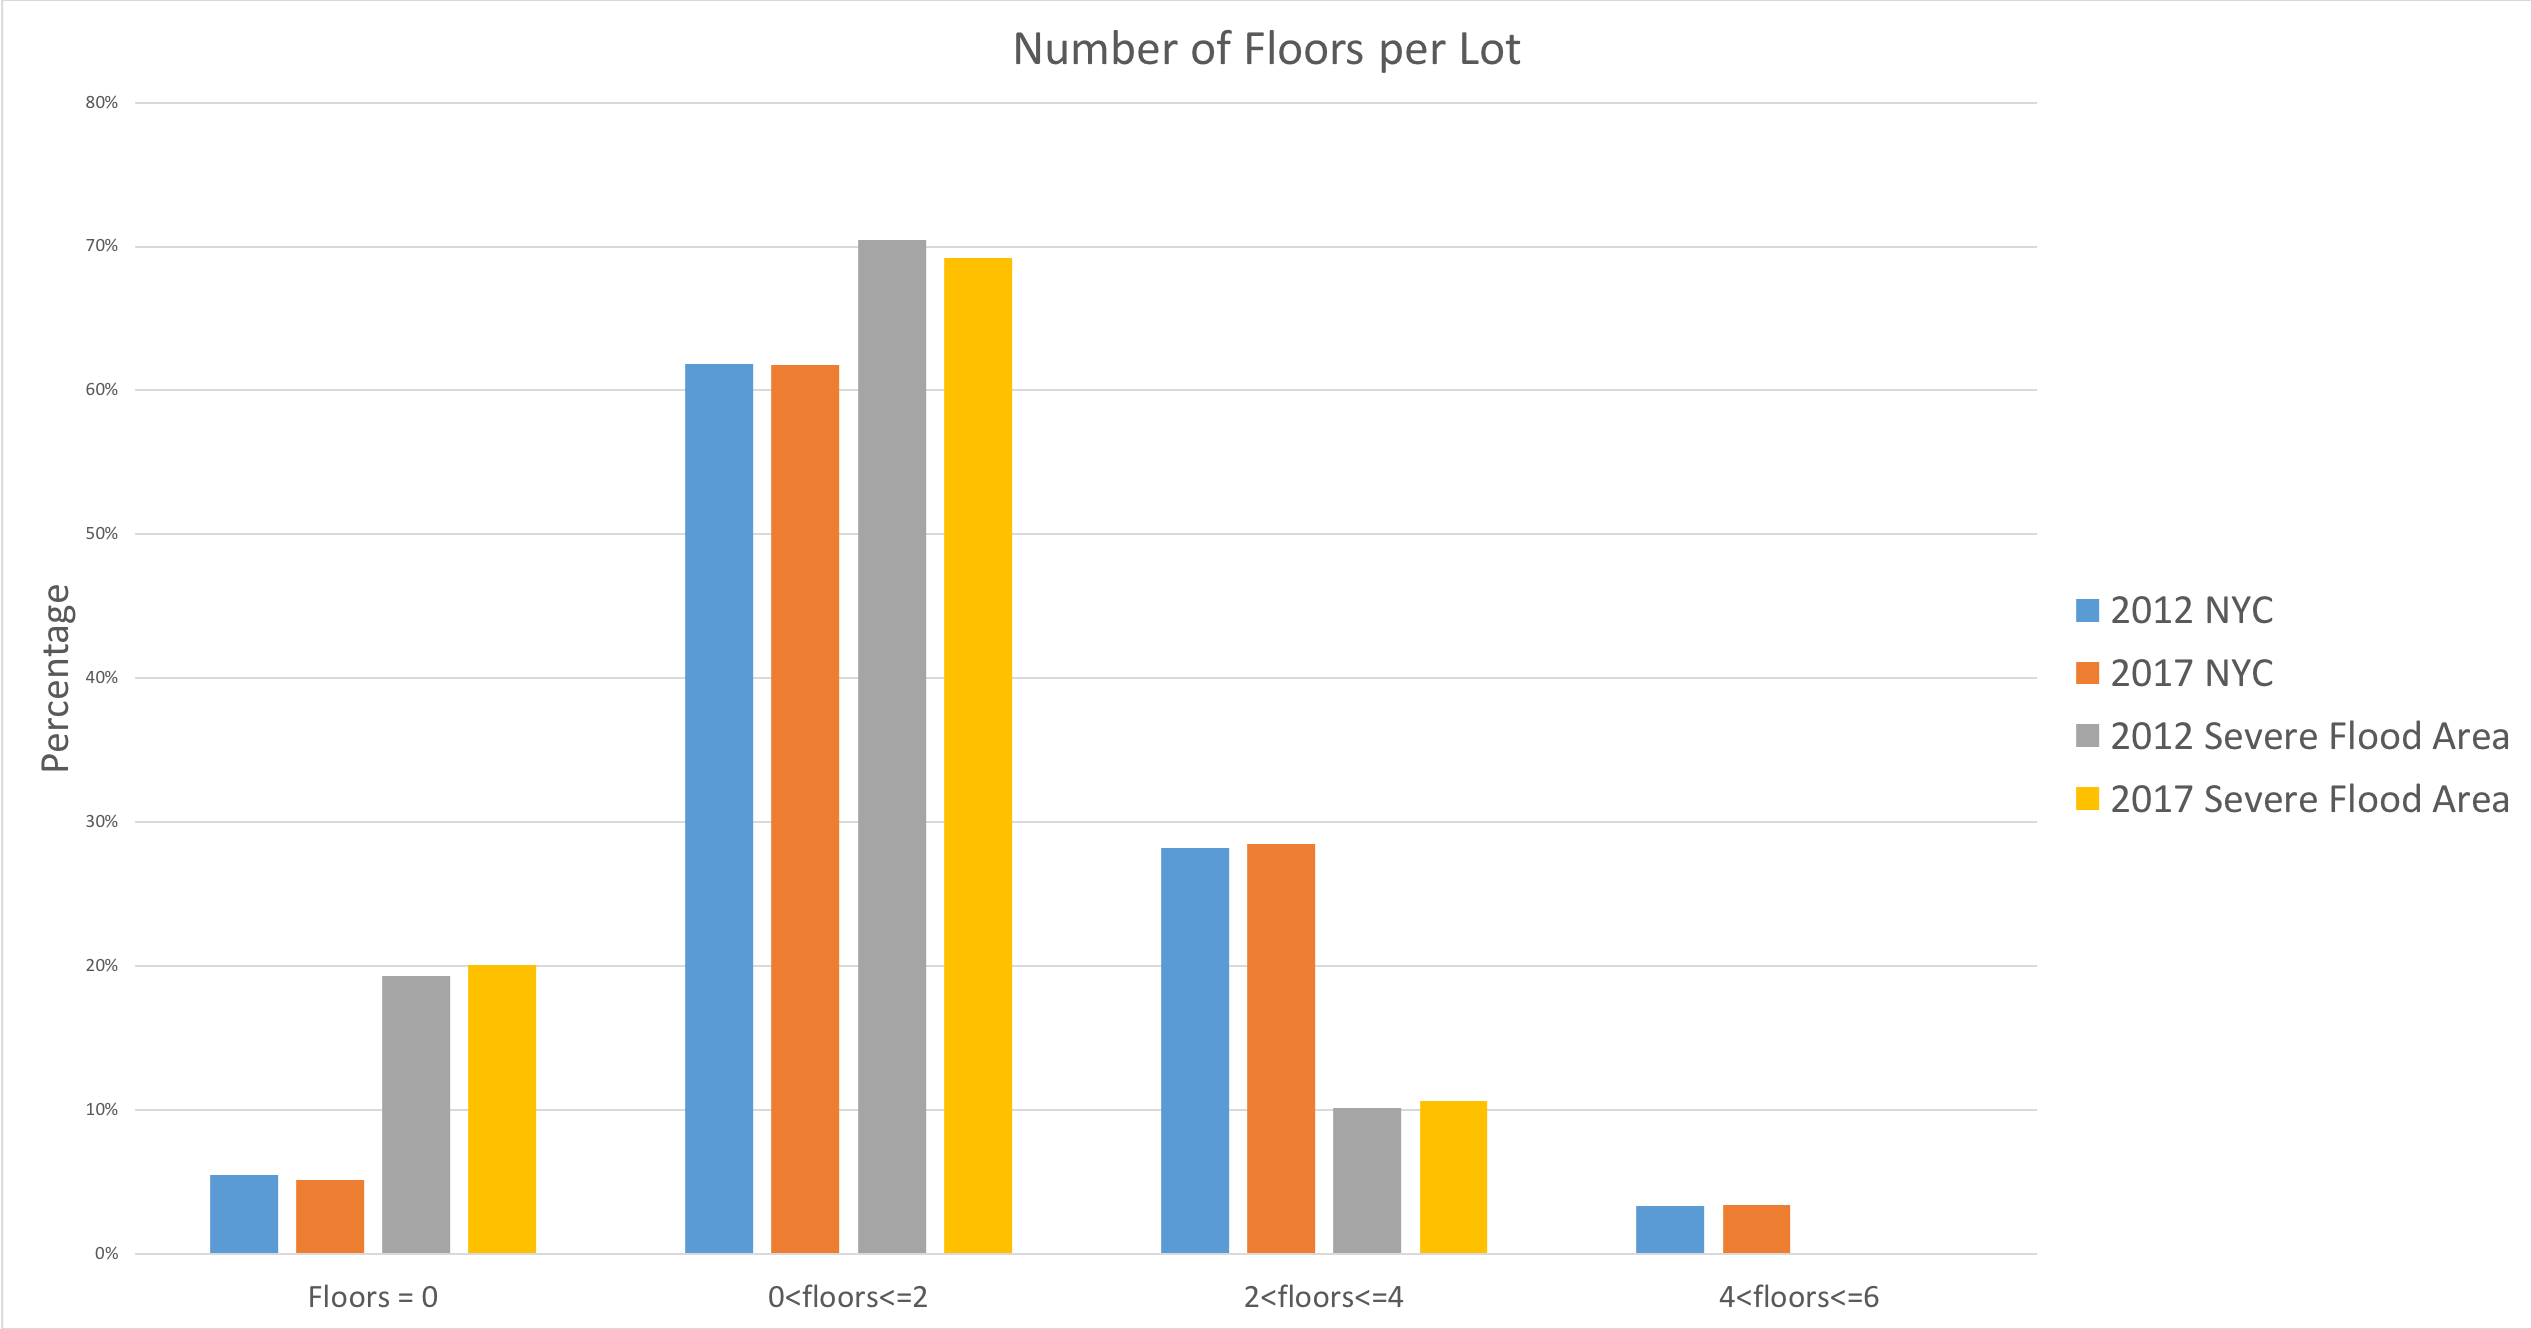 Number of Floors per Lot
80%
70%
60%
50%
40%
30%
20%
10%
0%
Percentage
Floors = 0
0<floors<=2
2<floors<=4
4<floors<=6
2012 NYC
2017 NYC
2012 Severe Flood Area
2017 Severe Flood Area